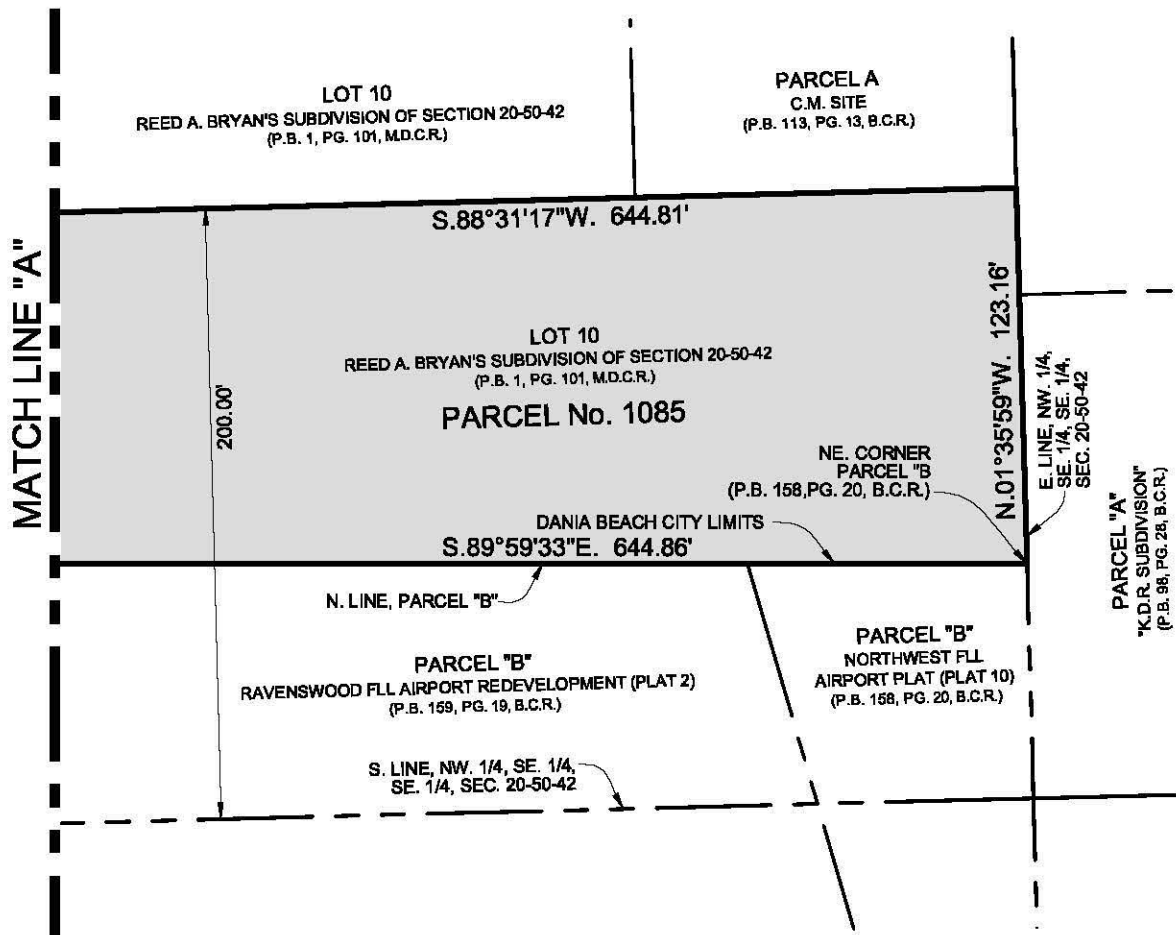 LOT 10
REED A. BRYAN'S SUBDIVISION OF SECTION 20-50-42
(P.B. 1, PG. 101, M.D.C.R.)
PARCEL A
C.M. SITE
(P.B. 113, PG. 13, B.C.R.)
S.88°31'17"W. 644.81'
MATCH LINE "A"
200.00'
LOT 10
REED A. BRYAN'S SUBDIVISION OF SECTION 20-50-42
(P.B. 1, PG. 101, M.D.C.R.)
PARCEL No. 1085
N.01°35'59"W. 123.16'
E. LINE, NW. 1/4,
SE. 1/4, SE. 1/4,
SEC. 20-50-42
NE. CORNER
PARCEL "B
(P.B. 158,PG. 20, B.C.R.)
DANIA BEACH CITY LIMITS
S.89°59'33"E. 644.86'
PARCEL "A"
"K.D.R. SUBDIVISION"
(P.B. 98, PG. 28, B.C.R.)
N. LINE, PARCEL "B"
PARCEL "B"
RAVENSWOOD FLL AIRPORT REDEVELOPMENT (PLAT 2)
(P.B. 159, PG. 19, B.C.R.)
PARCEL "B"
NORTHWEST FLL
AIRPORT PLAT (PLAT 10)
(P.B. 158, PG. 20, B.C.R.)
S. LINE, NW. 1/4, SE. 1/4,
SE. 1/4, SEC. 20-50-42